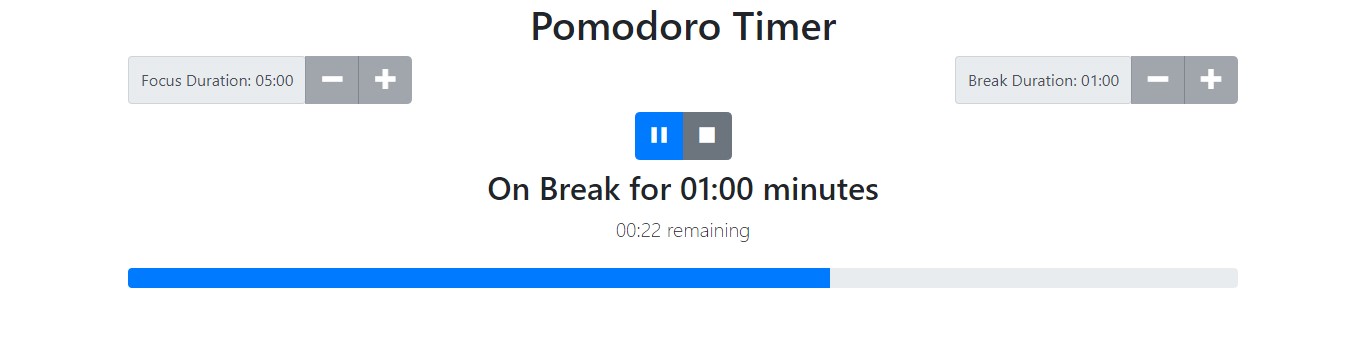 Pomodoro Timer
Focus Duration: 05:00
Break Duration: 01:00
On Break for 01:00 minutes
00:22 remaining